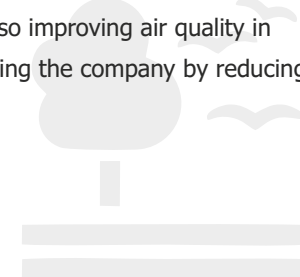 so improving air quality in
ing the company by reducing